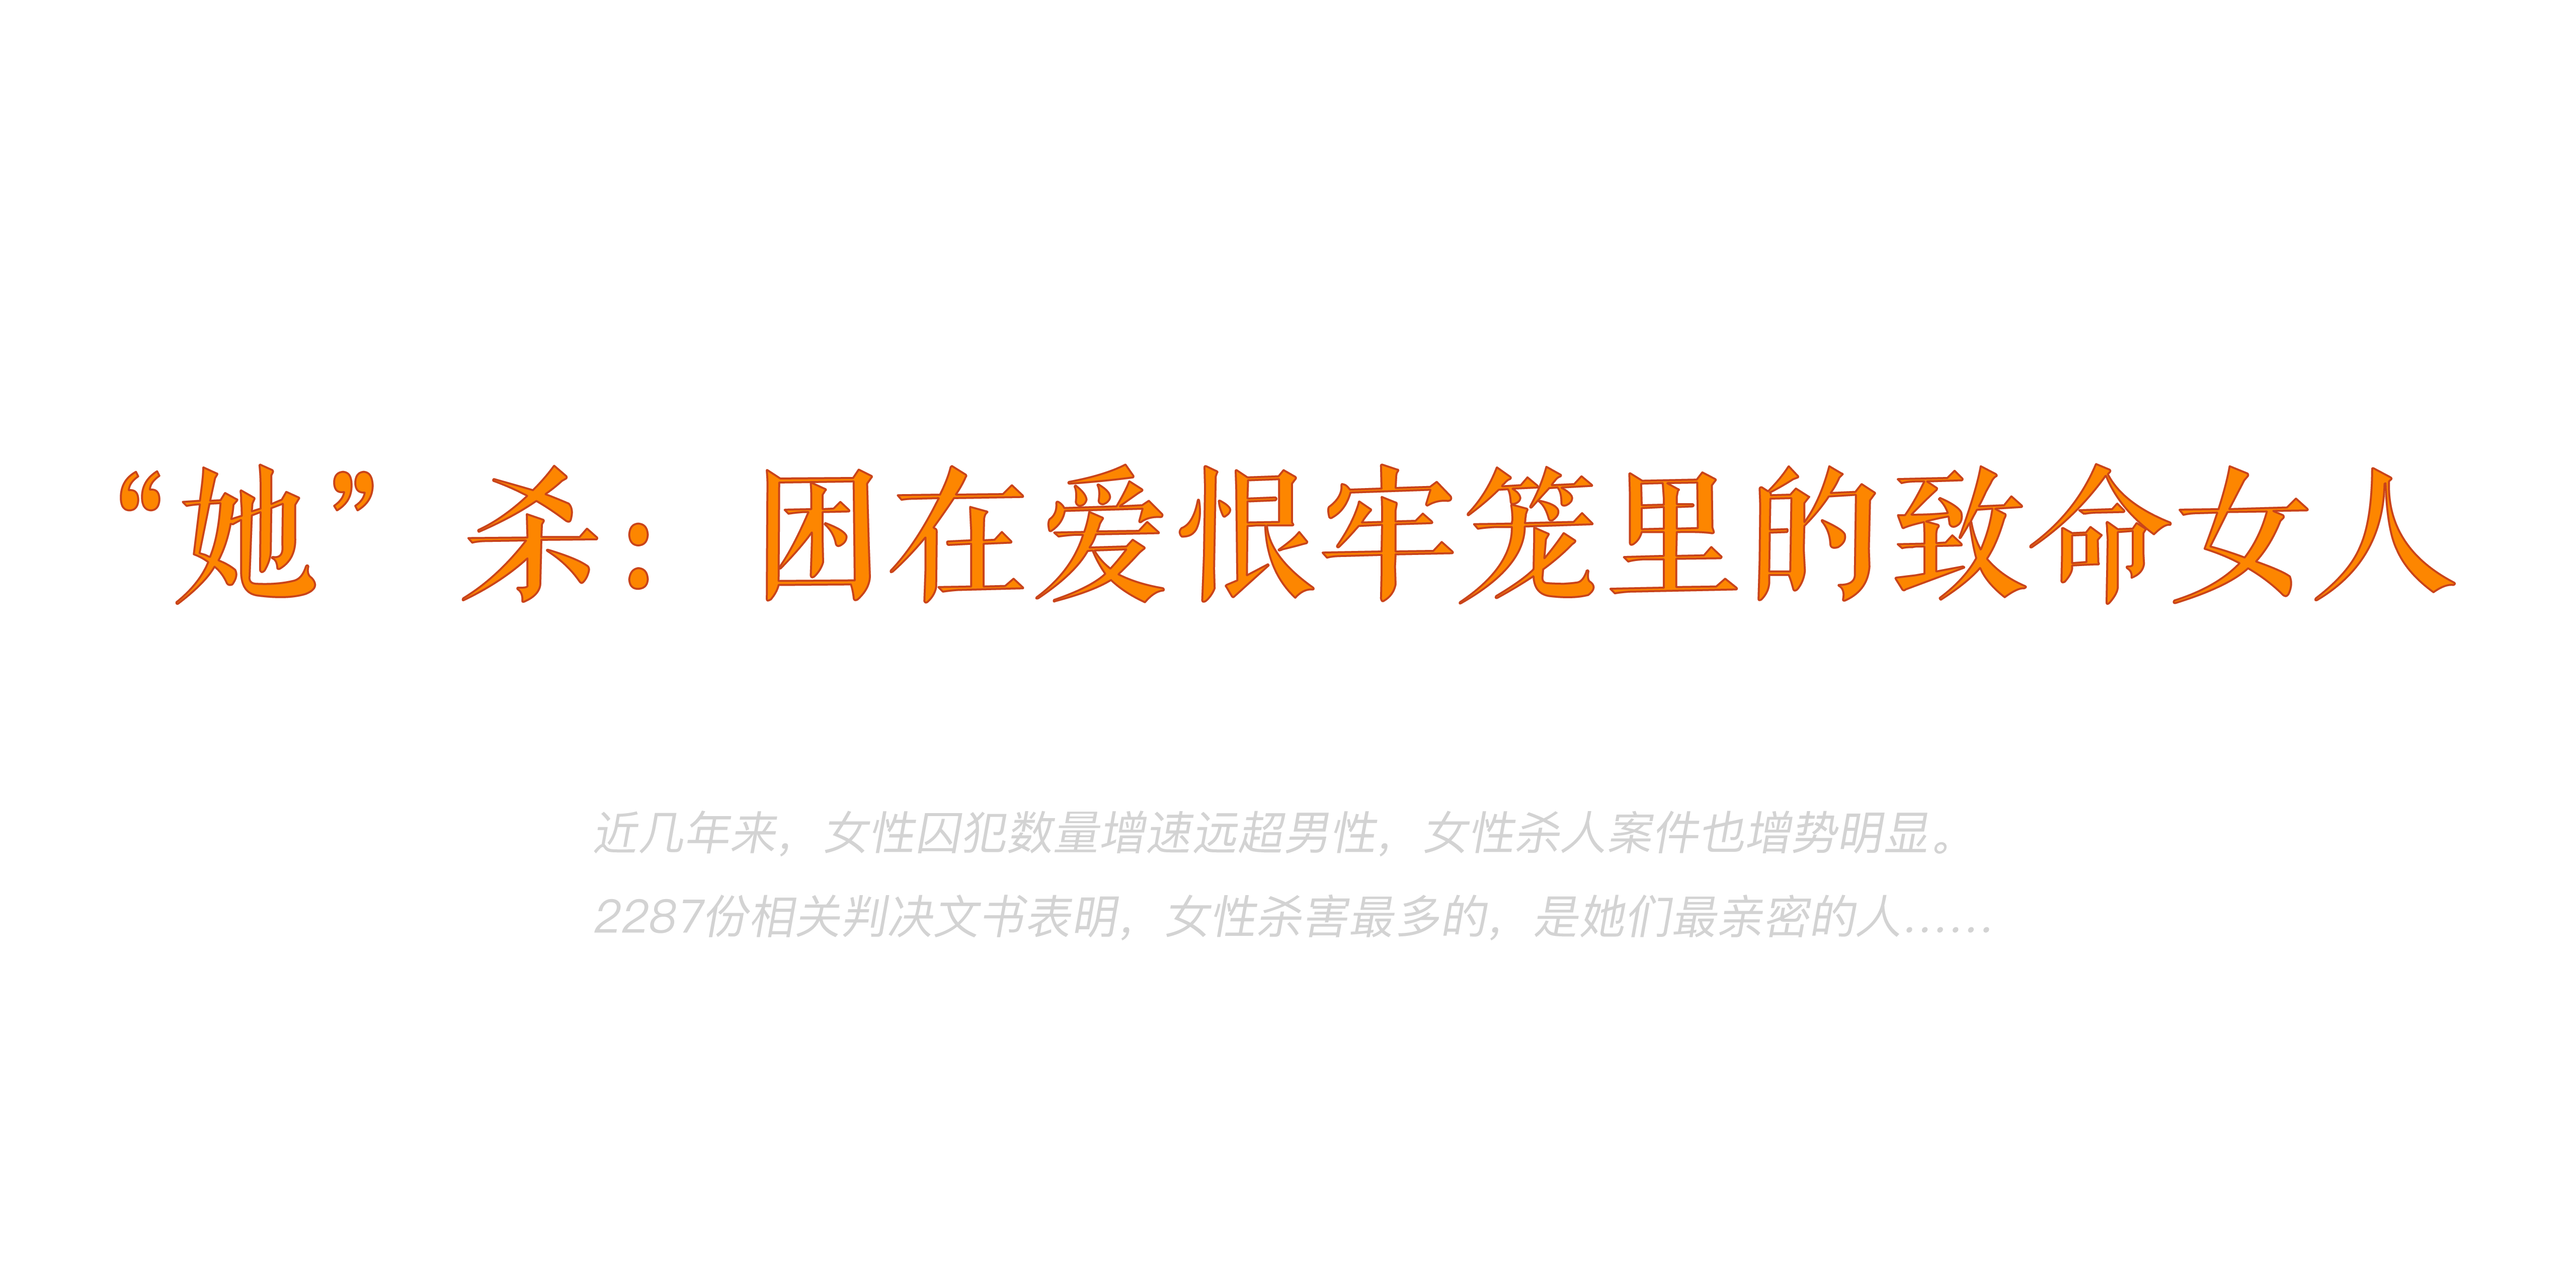 “她”杀：困在爱恨牢笼里的致命女人
近几年来，女性囚犯数量增速远超男性，女性杀人案件也增势明显。
2287份相关判决文书表明，女性杀害最多的，是她们最亲密的人……